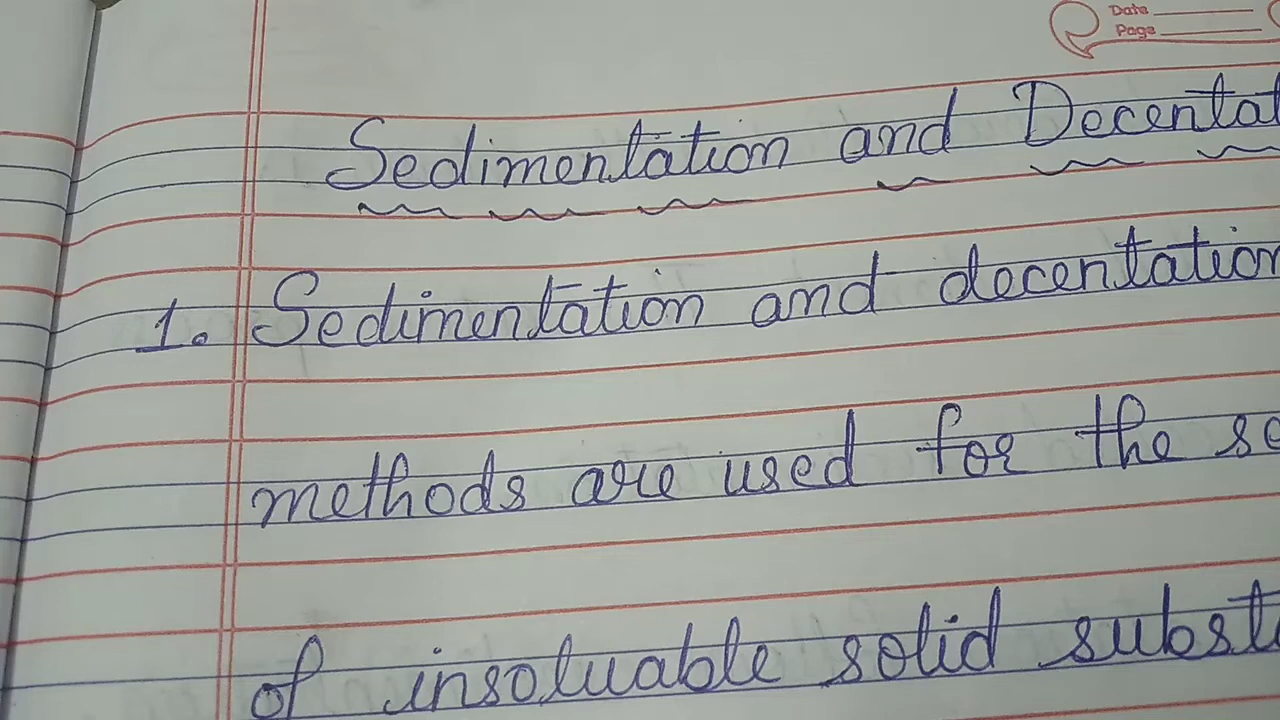 Date
Page
Sedimentation and Decentat
1. Sedimentation and decentation
methods are used for the se
of insoluable solid subst